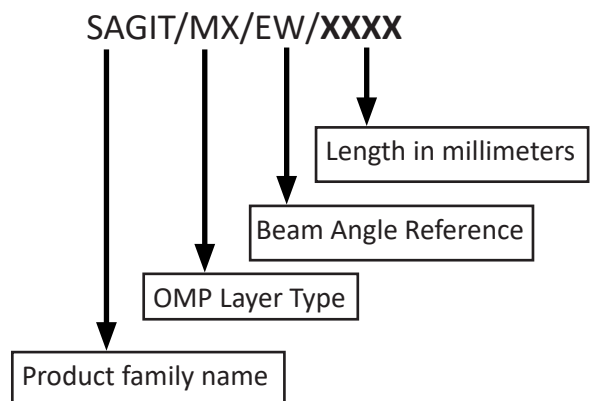 SAGIT/MX/EW/XXXX
Length in millimeters
Beam Angle Reference
OMP Layer Type
Product family name